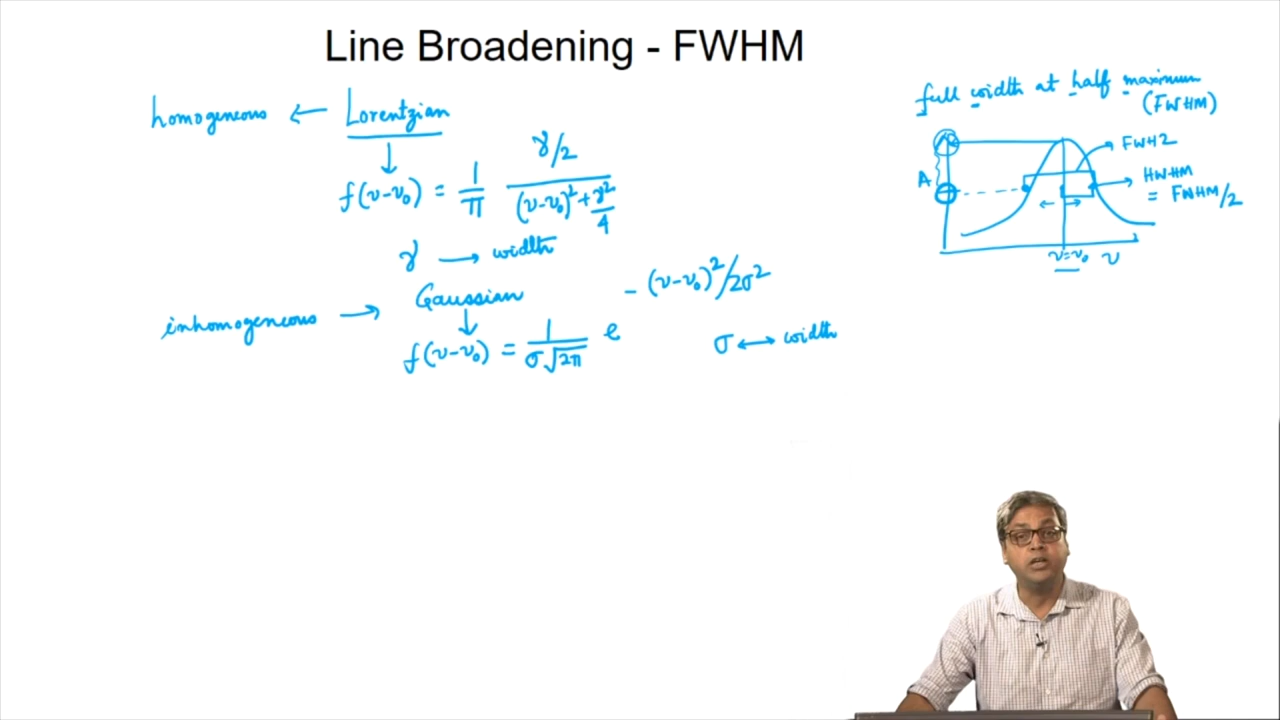 Line Broadening - FWHM
homogeneous ← Lorentzian
↓
f(ν-ν₀) = 1/π γ/2 / (ν-ν₀)² + γ²/4
γ → width
inhomogeneous → Gaussian
↓
f(ν-ν₀) = 1/σ√2π e -(ν-ν₀)²/2σ²
σ ↔ width
full width at half maximum
(FWHM)
FWHM
A
HWHM
= FWHM/2
ν=ν₀ ν